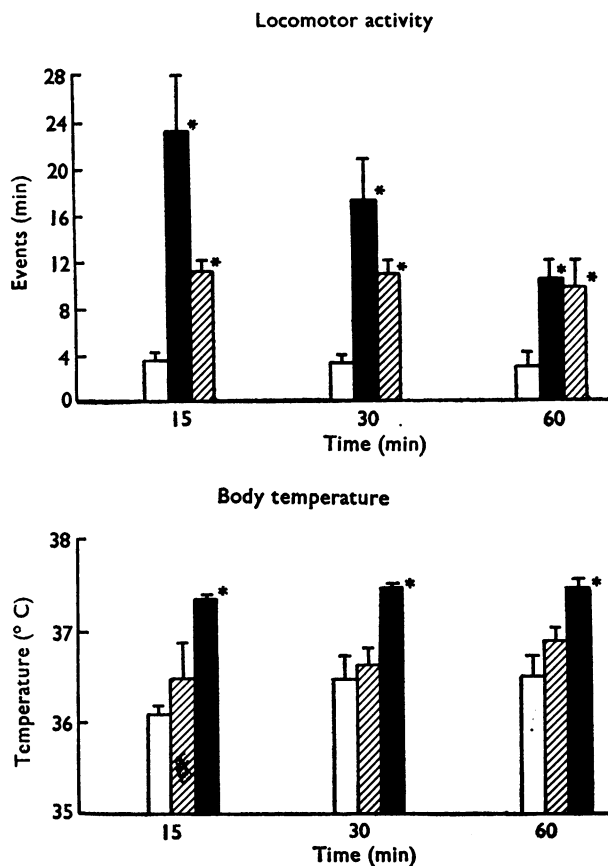 Locomotor activity
28
24
20
16
12
8
4
0
Events (min)
* * * * * *
15 30 60
Time (min)
Body temperature
38
37
36
35
Temperature (° C)
* * *
15 30 60
Time (min)